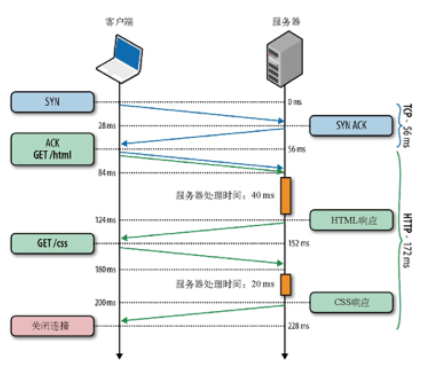 客户端
服务器
SYN
0 ms
28 ms
SYN ACK
TCP - 56 ms
ACK
GET /html
56 ms
84 ms
服务器处理时间：40 ms
124 ms
HTML响应
HTTP - 172 ms
GET /css
152 ms
180 ms
服务器处理时间：20 ms
200 ms
CSS响应
关闭连接
228 ms